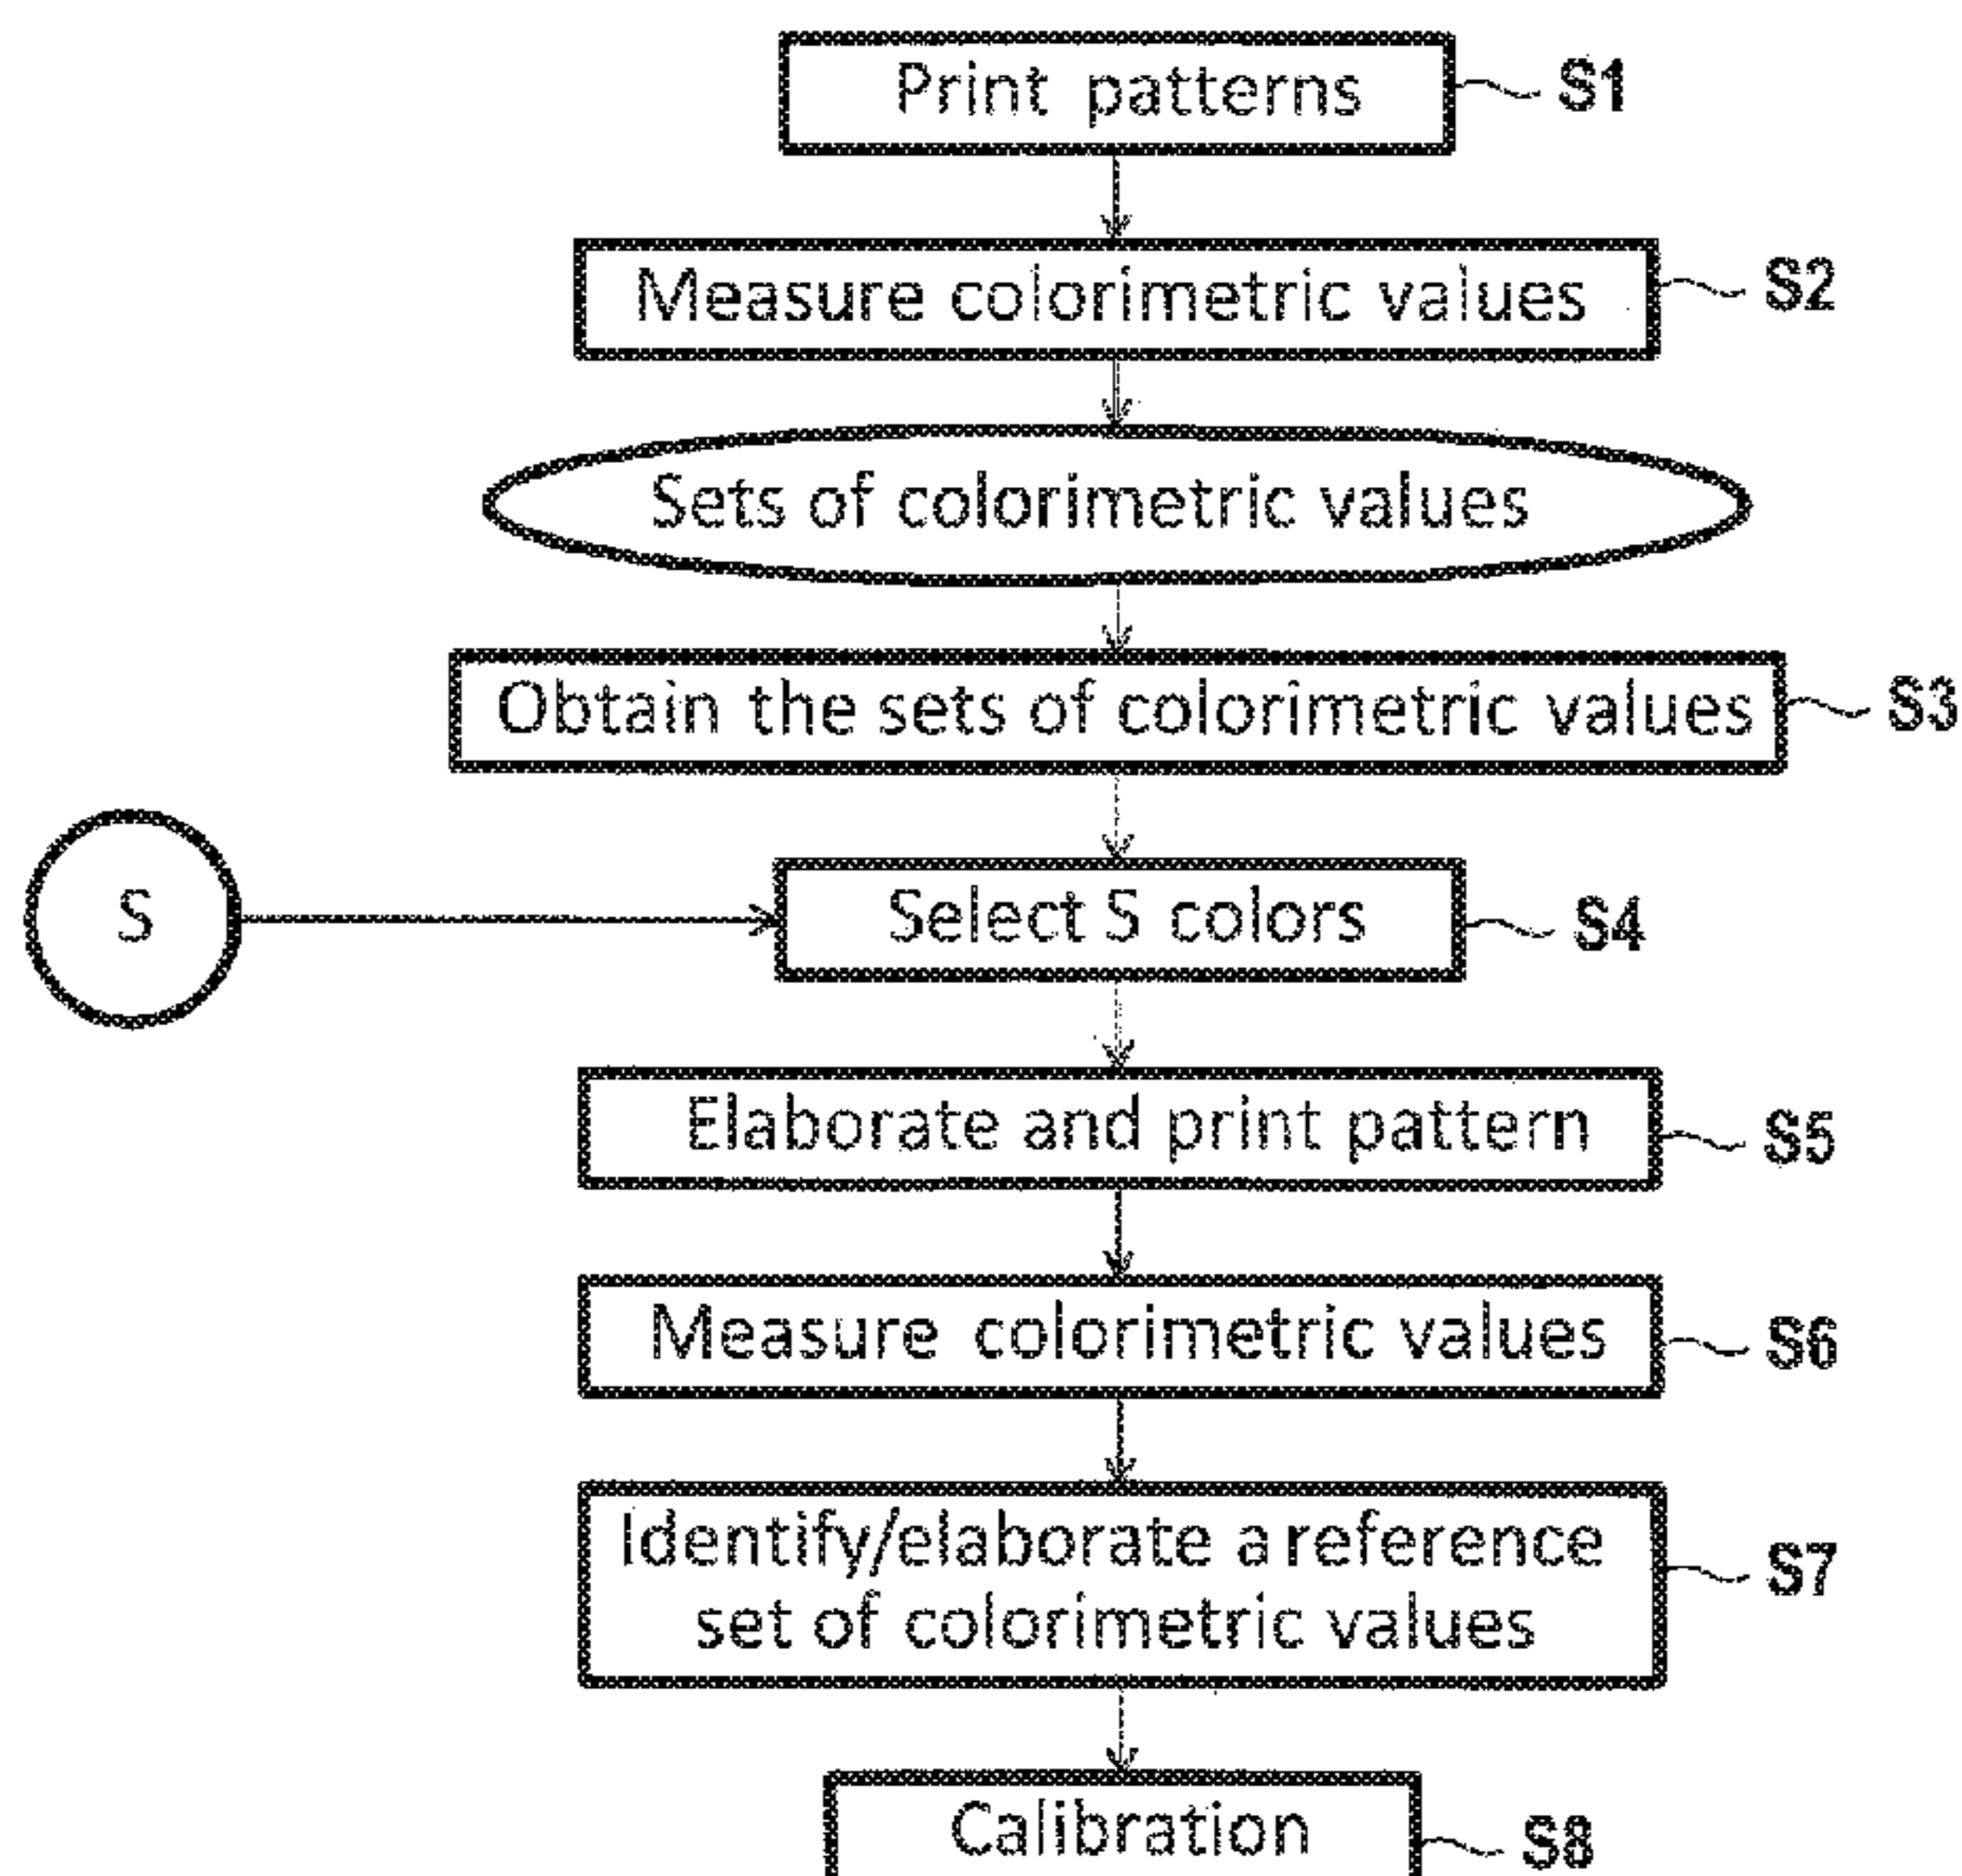 Print patterns S1
Measure colorimetric values S2
Sets of colorimetric values
Obtain the sets of colorimetric values S3
S
Select S colors S4
Elaborate and print pattern S5
Measure colorimetric values S6
Identify/elaborate a reference
set of colorimetric values
S7
Calibration S8